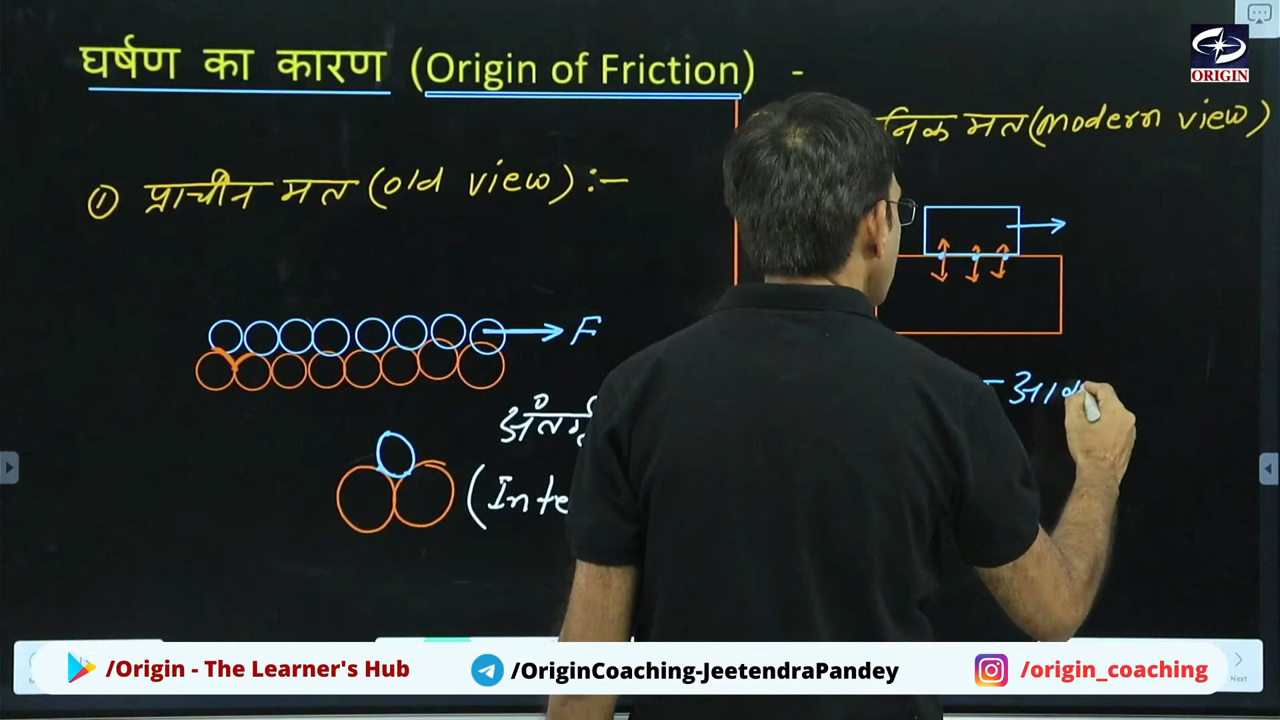 घर्षण का कारण (Origin of Friction) -
ORIGIN
निक मत (modern view)
① प्राचीन मत (old view) :-
F
(Inte
/Origin - The Learner's Hub
/OriginCoaching-JeetendraPandey
/origin_coaching
Next